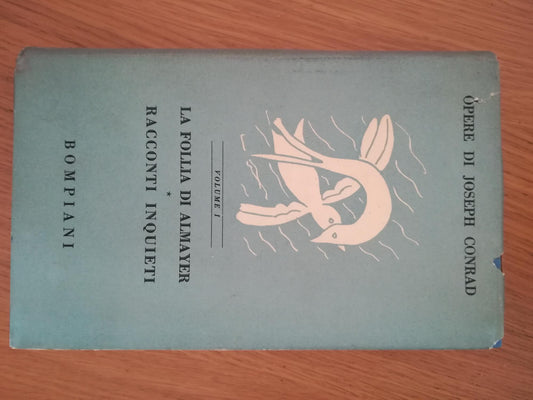 OPERE DI JOSEPH CONRAD
VOLUME I
LA FOLLIA DI ALMAYER
*
RACCONTI INQUIETI
BOMPIANI